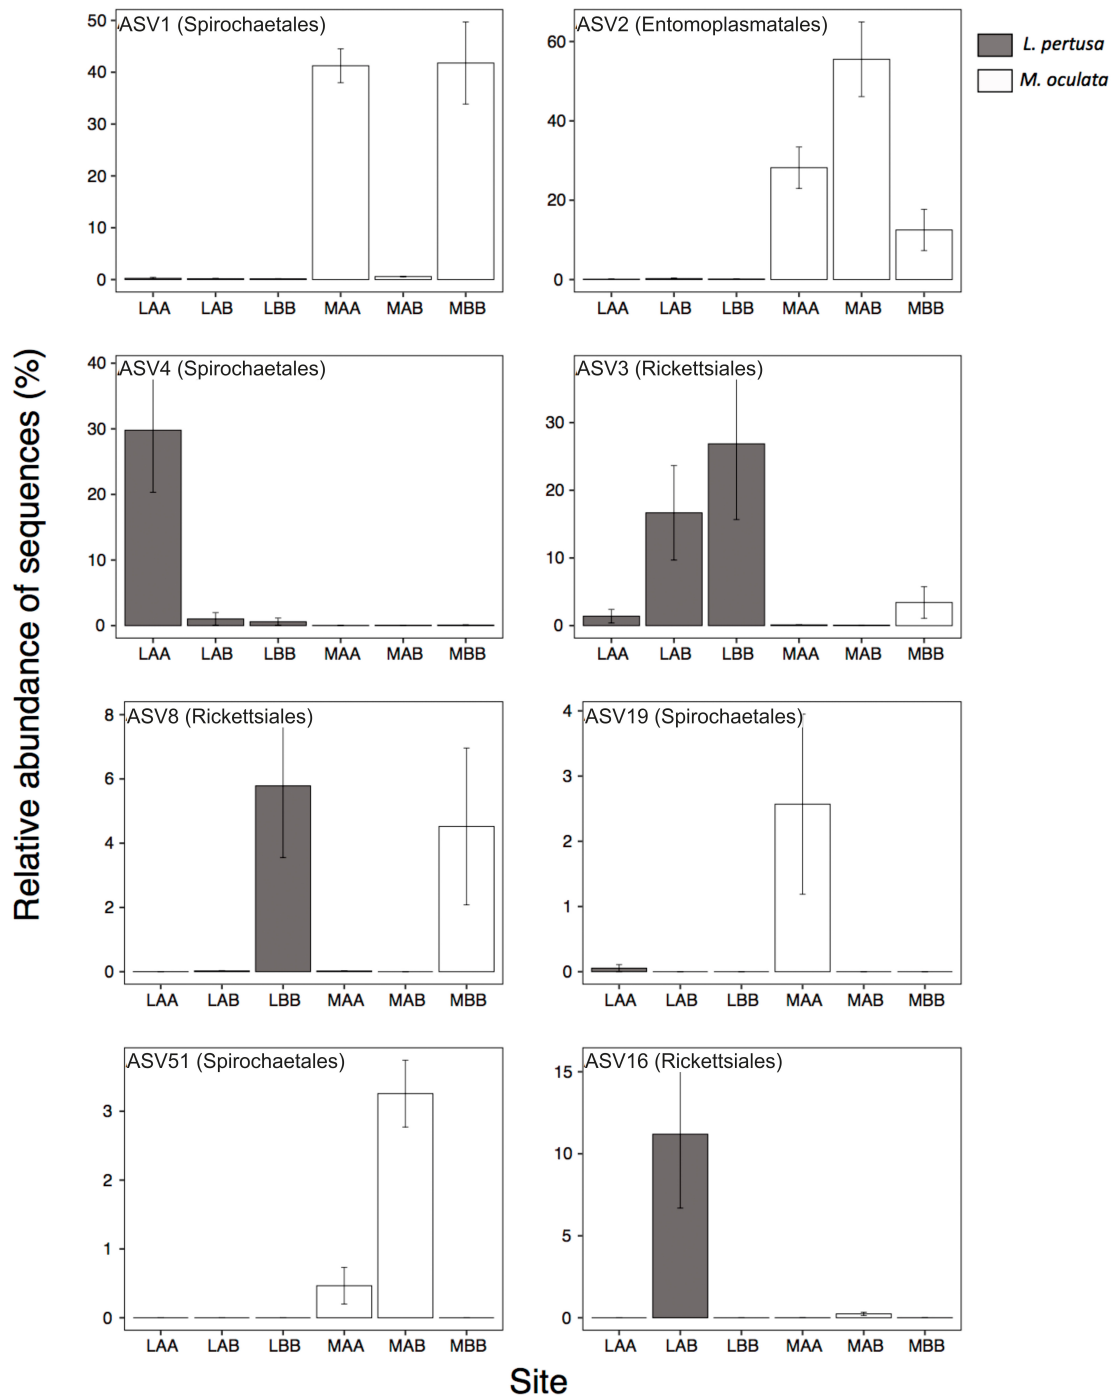 ASV1 (Spirochaetales)
50
40
30
20
10
0
LAA LAB LBB MAA MAB MBB
ASV2 (Entomoplasmatales)
60
40
20
0
LAA LAB LBB MAA MAB MBB
L. pertusa
M. oculata
Relative abundance of sequences (%)
ASV4 (Spirochaetales)
40
30
20
10
0
LAA LAB LBB MAA MAB MBB
ASV3 (Rickettsiales)
30
20
10
0
LAA LAB LBB MAA MAB MBB
ASV8 (Rickettsiales)
8
6
4
2
0
LAA LAB LBB MAA MAB MBB
ASV19 (Spirochaetales)
4
3
2
1
0
LAA LAB LBB MAA MAB MBB
ASV51 (Spirochaetales)
3
2
1
0
LAA LAB LBB MAA MAB MBB
ASV16 (Rickettsiales)
15
10
5
0
LAA LAB LBB MAA MAB MBB
Site